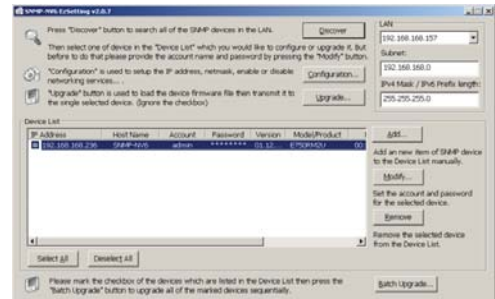 SNMP-NV6 EzSetting v2.0.7
Press "Discover" button to search all of the SNMP devices in the LAN.
Discover
Then select one of device in the "Device List" which you would like to configure or upgrade it. But
before to do that please provide the account name and password by pressing the "Modify" button.
"Configuration" is used to setup the IP address, netmask, enable or disable
networking services... .
Configuration...
"Upgrade" button is used to load the device firmware file then transmit it to
the single selected device. (Ignore the checkbox)
Upgrade...
LAN
192.168.168.157
Subnet:
192.168.168.0
IPv4 Mask / IPv6 Prefix length:
255.255.255.0
Device List
IP Address Host Name Account Password Version Model/Product
192.168.168.236 SNMP-NV6 admin ******** 01.12.... E750RM2U 00
Add...
Add an new item of SNMP device
to the Device List manually.
Modify...
Set the account and password
for the selected device.
Remove
Remove the selected device
from the Device List.
Select All Deselect All
Please mark the checkbox of the devices which are listed in the Device List then press the
"Batch Upgrade" button to upgrade all of the marked devices sequentially.
Batch Upgrade...